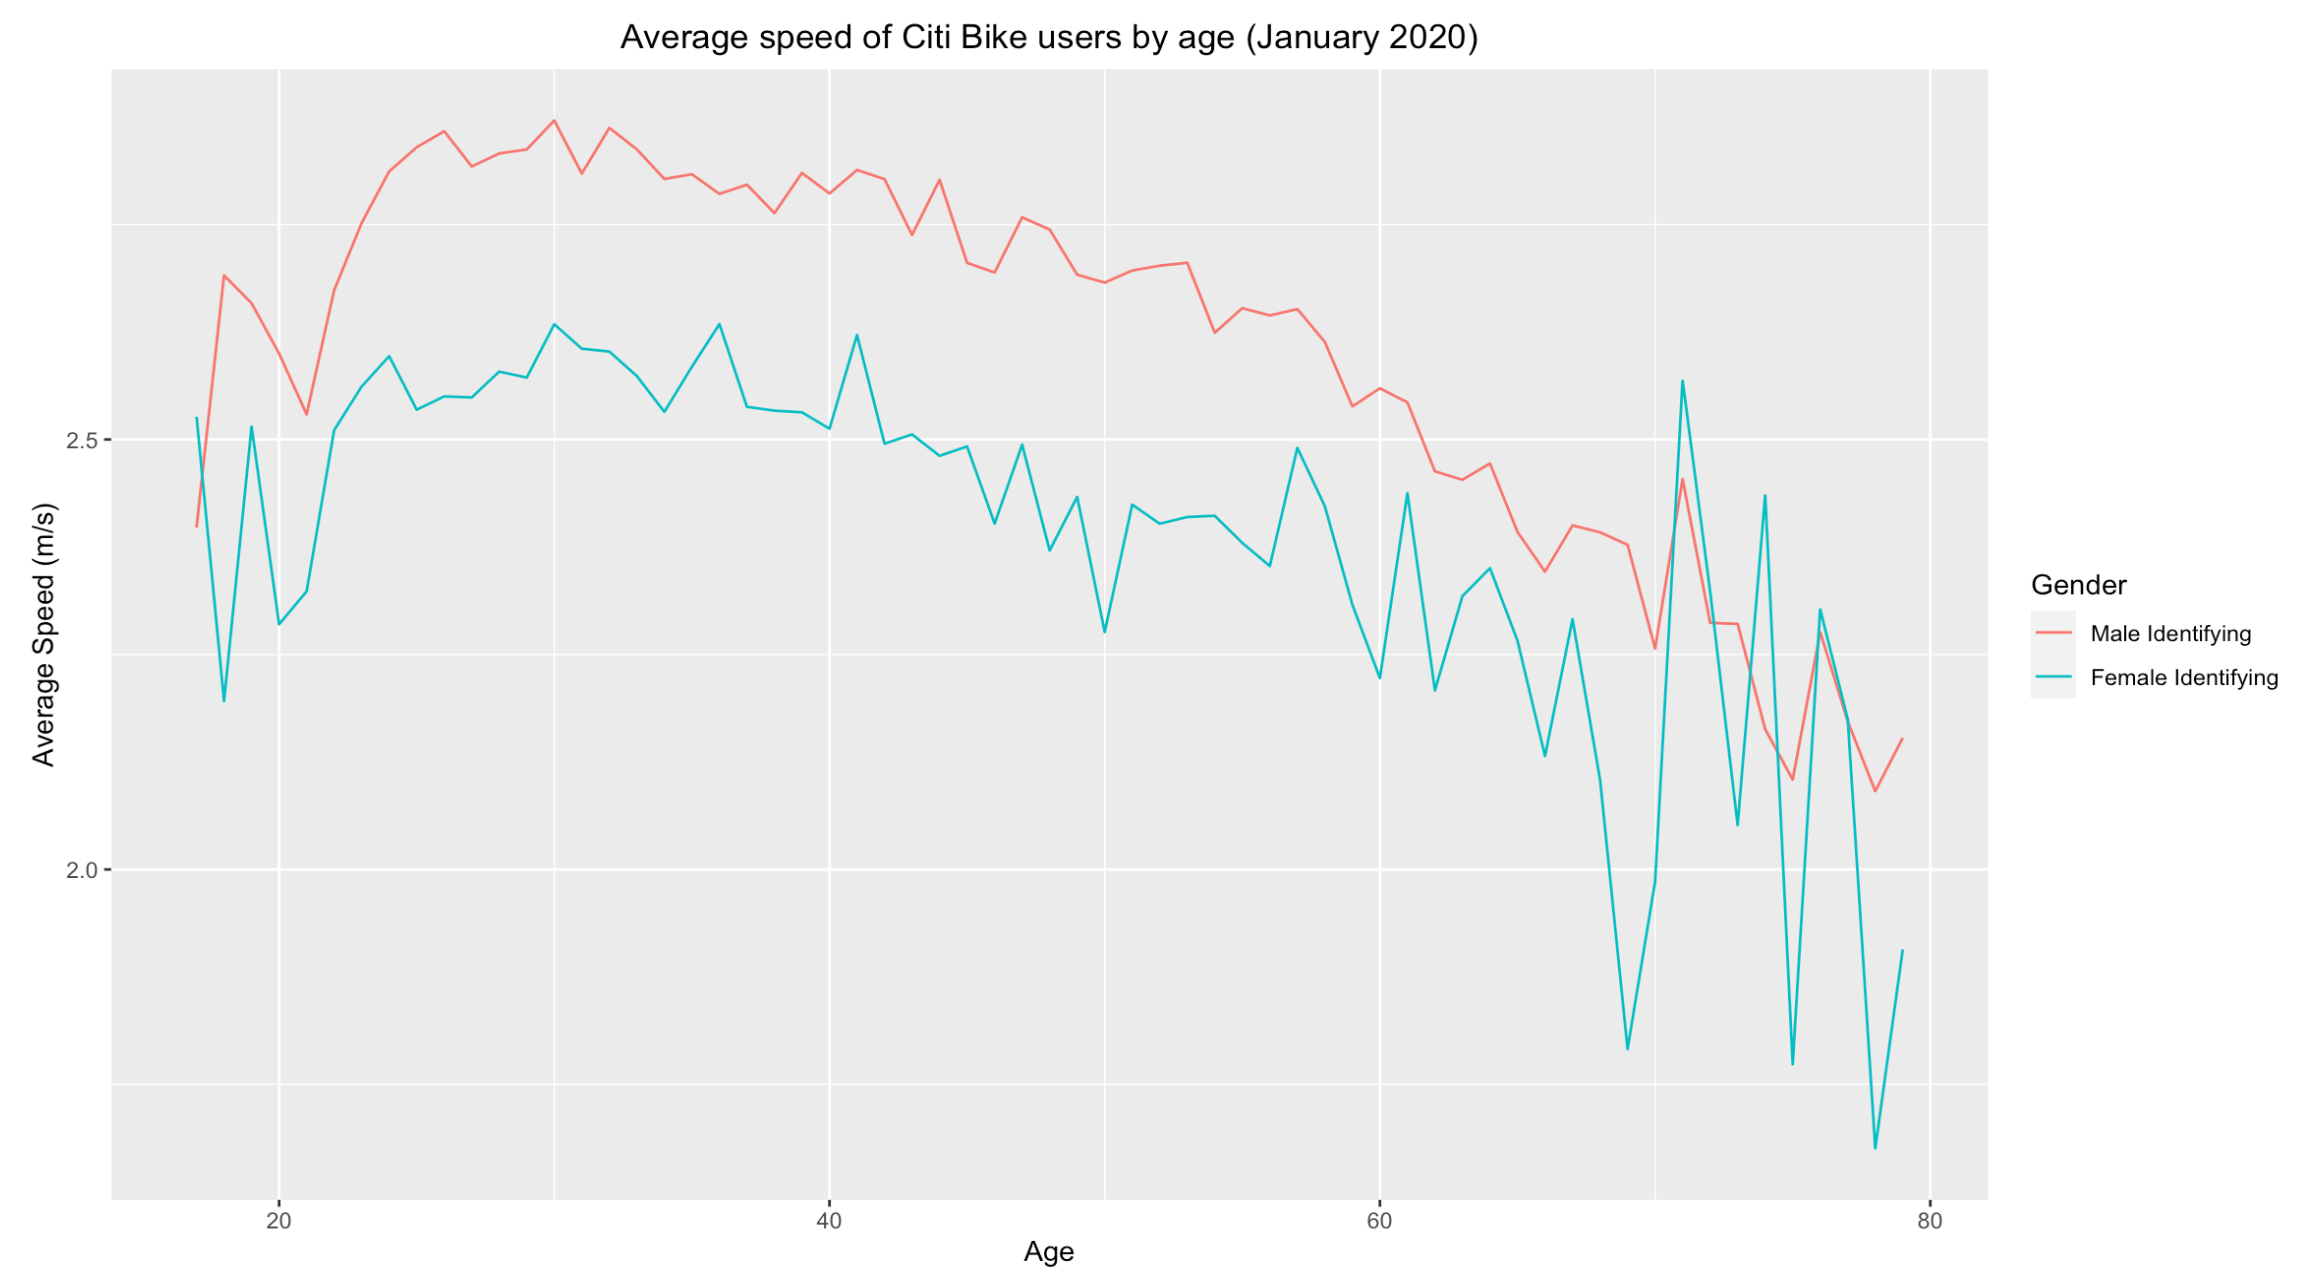 Average speed of Citi Bike users by age (January 2020)
Average Speed (m/s)
2.5
2.0
20
40
60
80
Age
Gender
Male Identifying
Female Identifying